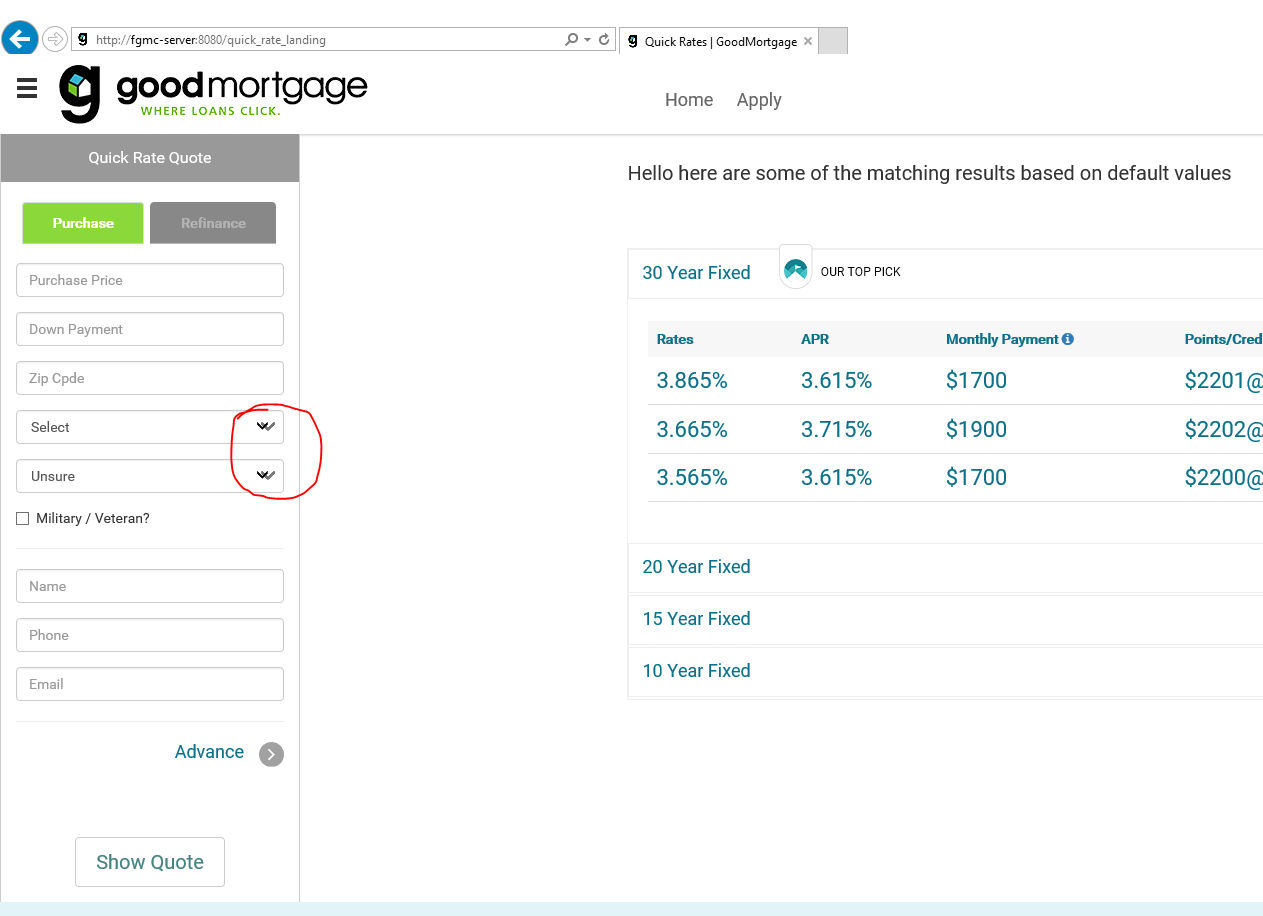 http://fgmc-server:8080/quick_rate_landing
Quick Rates | GoodMortgage
goodmortgage
WHERE LOANS CLICK.
Home Apply
Quick Rate Quote
Purchase Refinance
Purchase Price
Down Payment
Zip Cpde
Select
Unsure
Military / Veteran?
Name
Phone
Email
Advance
Show Quote
Hello here are some of the matching results based on default values
30 Year Fixed OUR TOP PICK
Rates APR Monthly Payment Points/Cred
3.865% 3.615% $1700 $2201@
3.665% 3.715% $1900 $2202@
3.565% 3.615% $1700 $2200@
20 Year Fixed
15 Year Fixed
10 Year Fixed